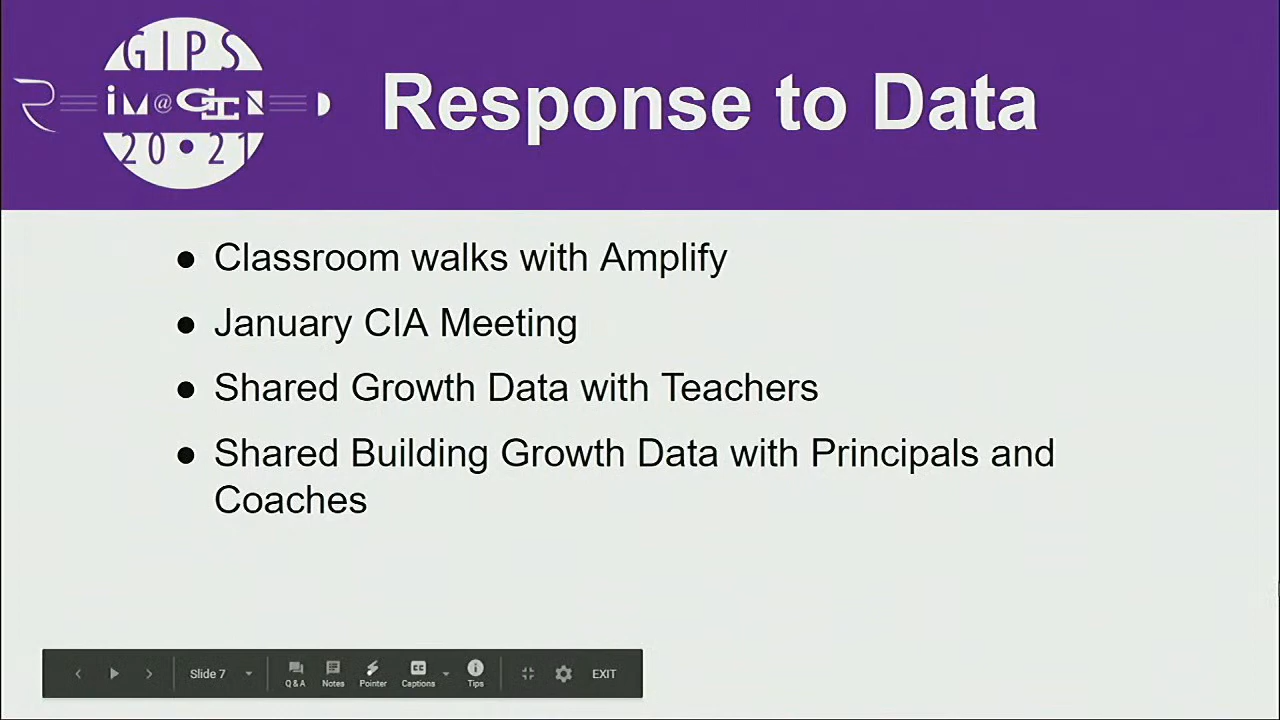 GIPS
Response to Data
20•21
● Classroom walks with Amplify
● January CIA Meeting
● Shared Growth Data with Teachers
● Shared Building Growth Data with Principals and
Coaches
Slide 7
Q&A
Notes
Pointer
Captions
Tips
EXIT